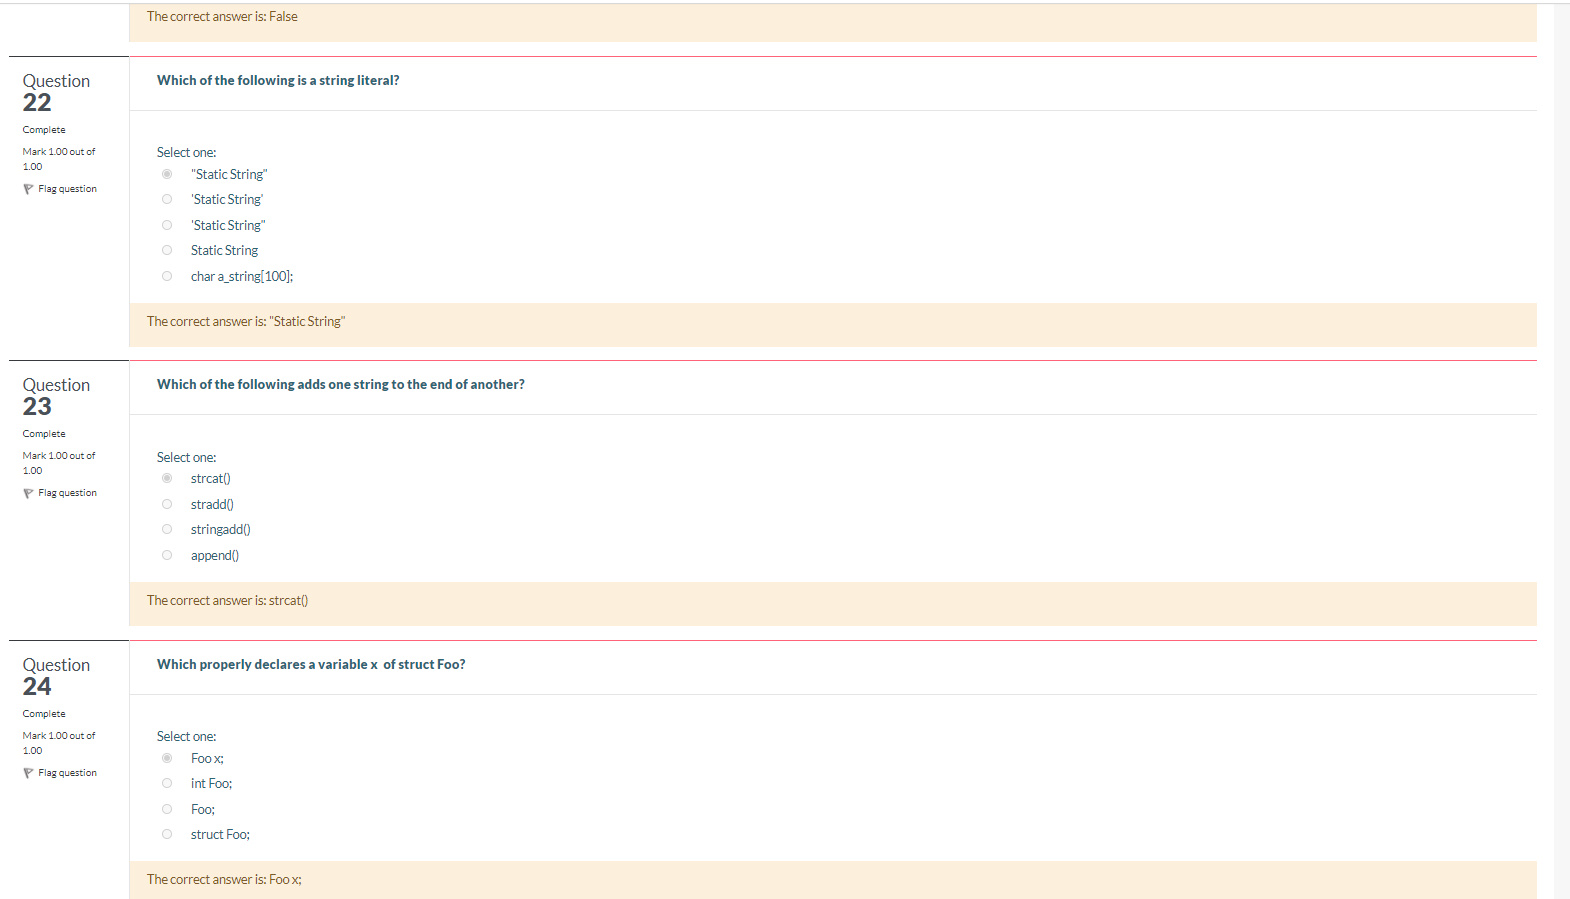 The correct answer is: False
Question
22
Complete
Mark 1.00 out of
1.00
Flag question
Which of the following is a string literal?
Select one:
"Static String"
'Static String'
'Static String"
Static String
char a_string[100];
The correct answer is: "Static String"
Question
23
Complete
Mark 1.00 out of
1.00
Flag question
Which of the following adds one string to the end of another?
Select one:
strcat()
stradd()
stringadd()
append()
The correct answer is: strcat()
Question
24
Complete
Mark 1.00 out of
1.00
Flag question
Which properly declares a variable x  of struct Foo?
Select one:
Foo x;
int Foo;
Foo;
struct Foo;
The correct answer is: Foo x;